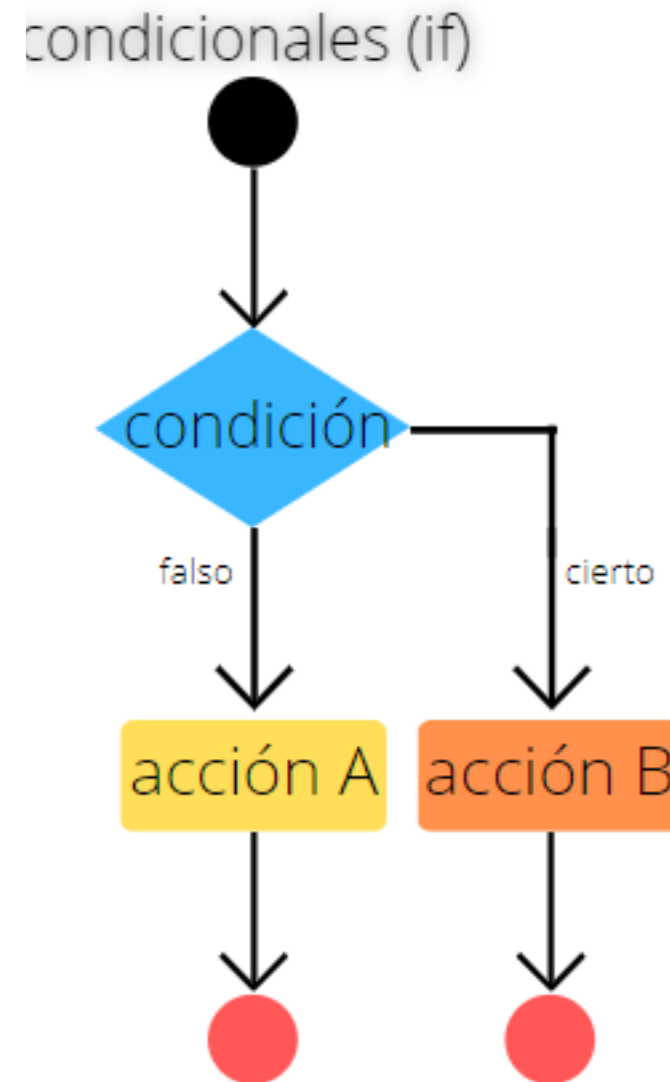 condicionales (if)
condición
falso
cierto
acción A
acción B